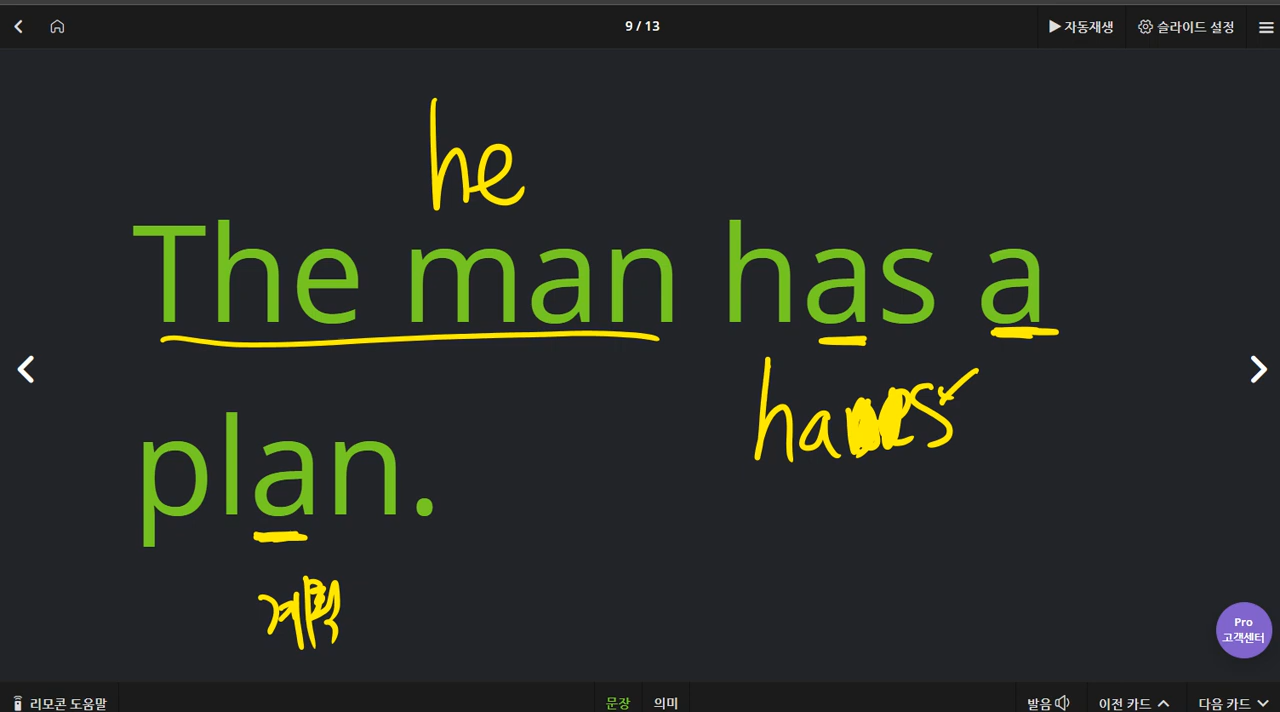 9 / 13
▶ 자동재생
슬라이드 설정
he
The man has a
has
plan.
계획
Pro
고객센터
리모콘 도움말
문장
의미
발음
이전 카드
다음 카드